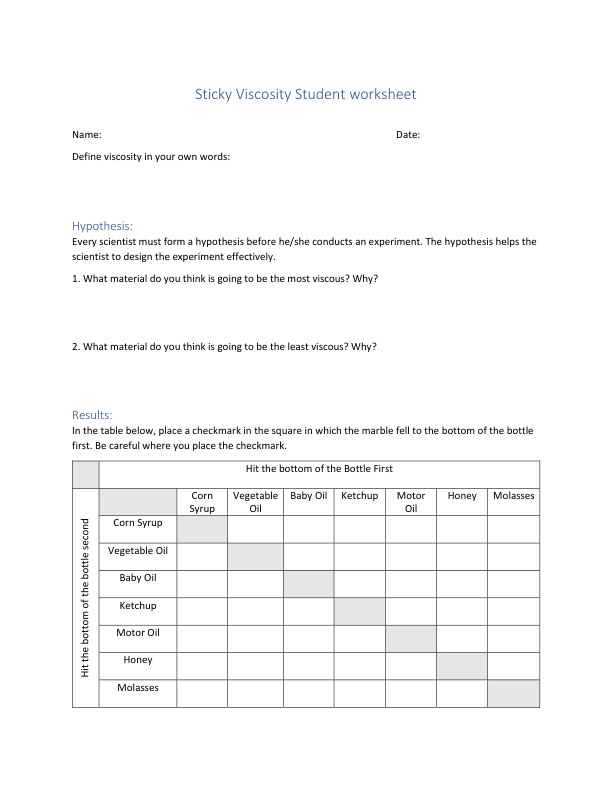 Sticky Viscosity Student worksheet
Name: Date:
Define viscosity in your own words:
Hypothesis:
Every scientist must form a hypothesis before he/she conducts an experiment. The hypothesis helps the
scientist to design the experiment effectively.
1. What material do you think is going to be the most viscous? Why?
2. What material do you think is going to be the least viscous? Why?
Results:
In the table below, place a checkmark in the square in which the marble fell to the bottom of the bottle
first. Be careful where you place the checkmark.
Hit the bottom of the Bottle First
Corn Syrup Vegetable Oil Baby Oil Ketchup Motor Oil Honey Molasses
Hit the bottom of the bottle second
Corn Syrup
Vegetable Oil
Baby Oil
Ketchup
Motor Oil
Honey
Molasses